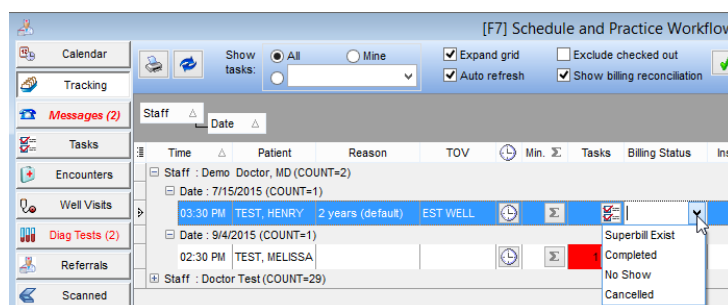 [F7] Schedule and Practice Workflow
Calendar
Tracking
Messages (2)
Tasks
Encounters
Well Visits
Diag Tests (2)
Referrals
Scanned
Show tasks:
All
Mine
Expand grid
Auto refresh
Exclude checked out
Show billing reconciliation
Staff
Date
Time Patient Reason TOV Min. Σ Tasks Billing Status Ins
Staff : Demo Doctor, MD (COUNT=2)
Date : 7/15/2015 (COUNT=1)
03:30 PM TEST, HENRY 2 years (default) EST WELL Σ
Date : 9/4/2015 (COUNT=1)
02:30 PM TEST, MELISSA Σ 1
Staff : Doctor Test (COUNT=29)
Superbill Exist
Completed
No Show
Cancelled